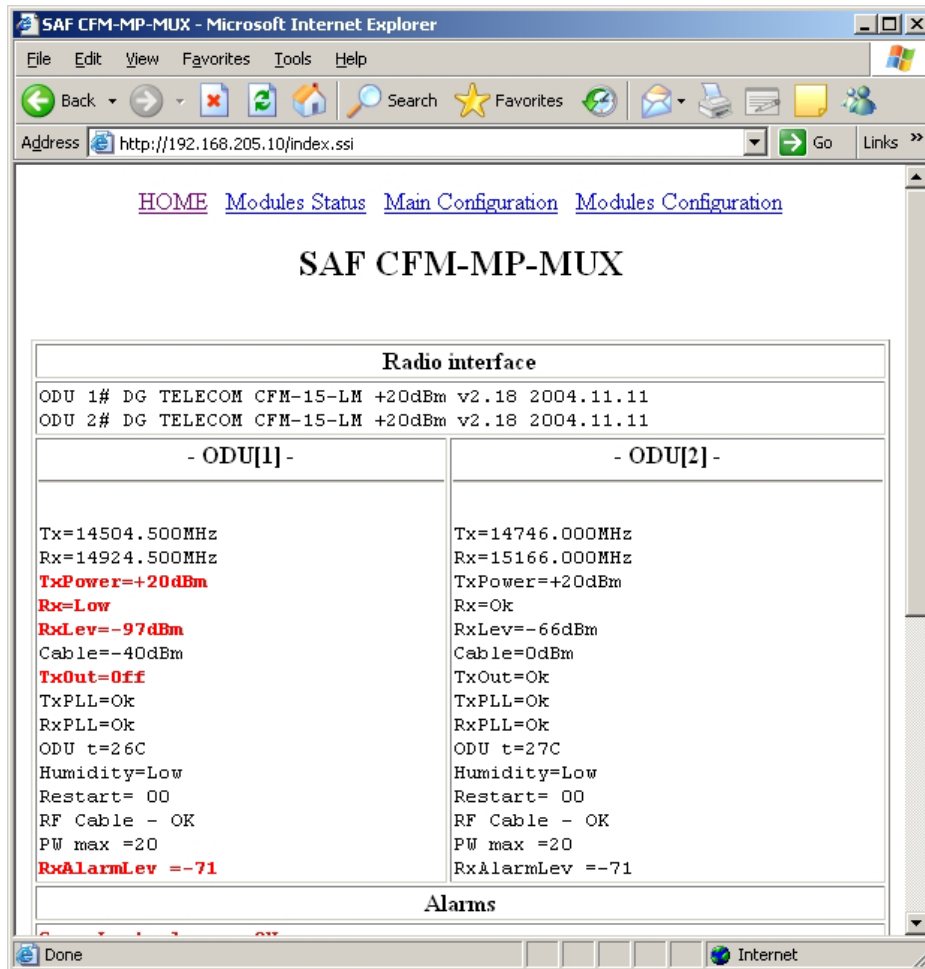 SAF CFM-MP-MUX - Microsoft Internet Explorer
File Edit View Favorites Tools Help
Back Search Favorites
Address http://192.168.205.10/index.ssi Go Links »
HOME Modules Status Main Configuration Modules Configuration
SAF CFM-MP-MUX
Radio interface
ODU 1# DG TELECOM CFM-15-LM +20dBm v2.18 2004.11.11
ODU 2# DG TELECOM CFM-15-LM +20dBm v2.18 2004.11.11
- ODU[1] -
Tx=14504.500MHz
Rx=14924.500MHz
TxPower=+20dBm
Rx=Low
RxLev=-97dBm
Cable=-40dBm
TxOut=Off
TxPLL=Ok
RxPLL=Ok
ODU t=26C
Humidity=Low
Restart= 00
RF Cable - OK
PW max =20
RxAlarmLev =-71
- ODU[2] -
Tx=14746.000MHz
Rx=15166.000MHz
TxPower=+20dBm
Rx=Ok
RxLev=-66dBm
Cable=0dBm
TxOut=Ok
TxPLL=Ok
RxPLL=Ok
ODU t=27C
Humidity=Low
Restart= 00
RF Cable - OK
PW max =20
RxAlarmLev =-71
Alarms
Done Internet